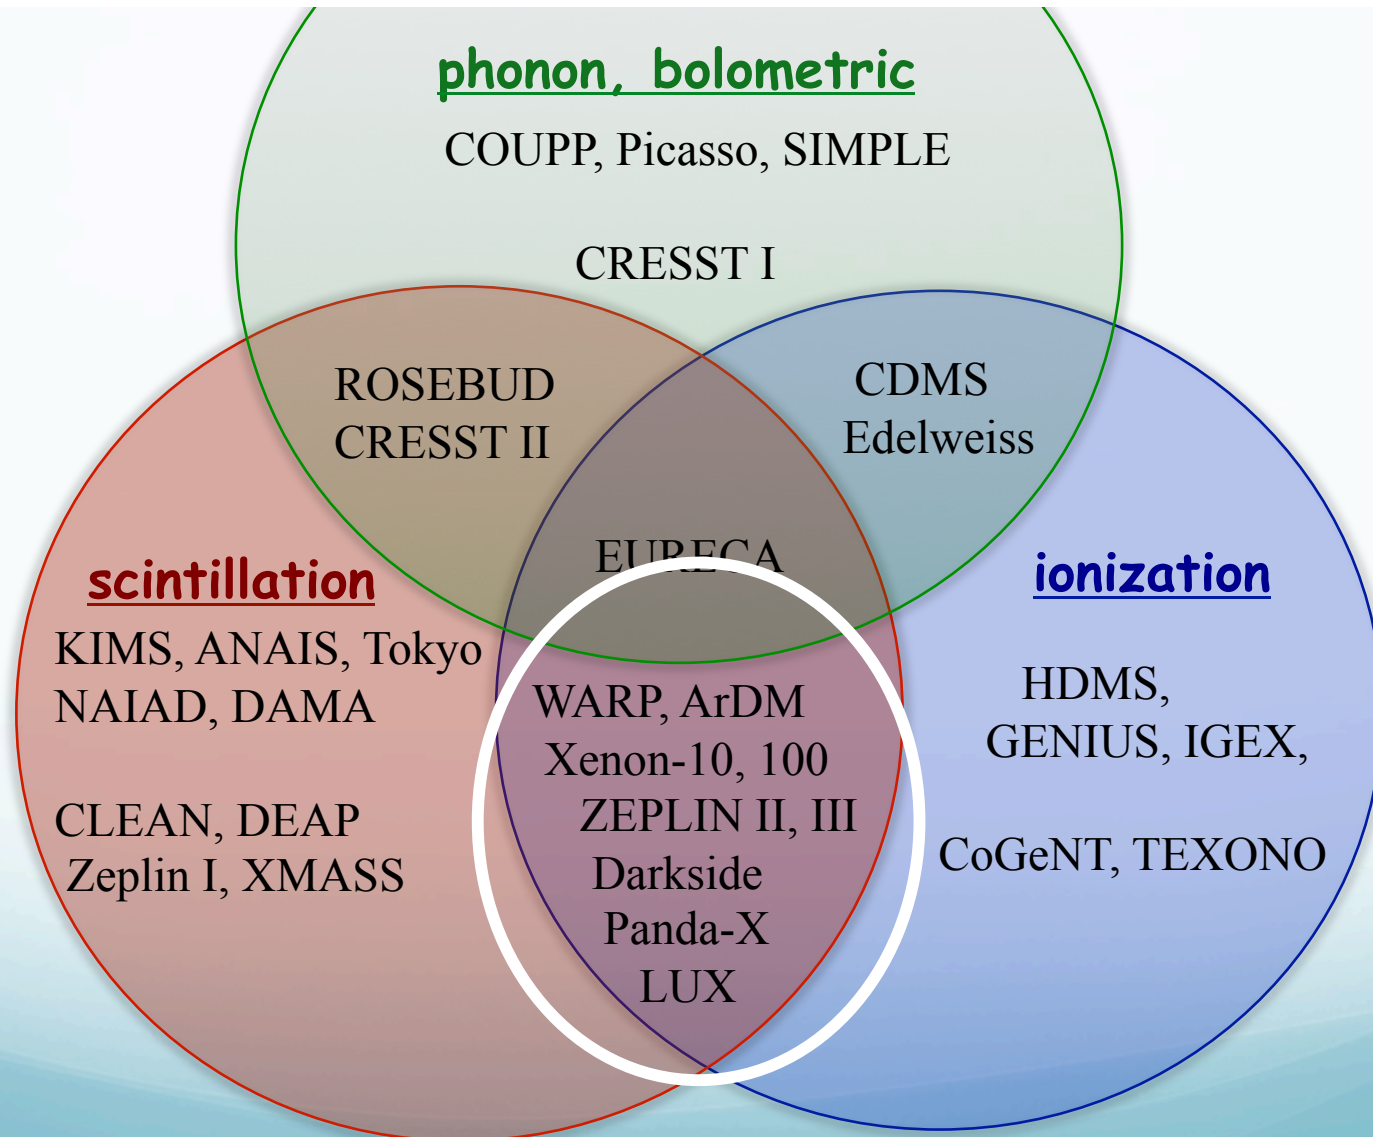 phonon, bolometric
COUPP, Picasso, SIMPLE
CRESST I
ROSEBUD
CRESST II
CDMS
Edelweiss
EURECA
scintillation
KIMS, ANAIS, Tokyo
NAIAD, DAMA
CLEAN, DEAP
Zeplin I, XMASS
WARP, ArDM
Xenon-10, 100
ZEPLIN II, III
Darkside
Panda-X
LUX
ionization
HDMS,
GENIUS, IGEX,
CoGeNT, TEXONO